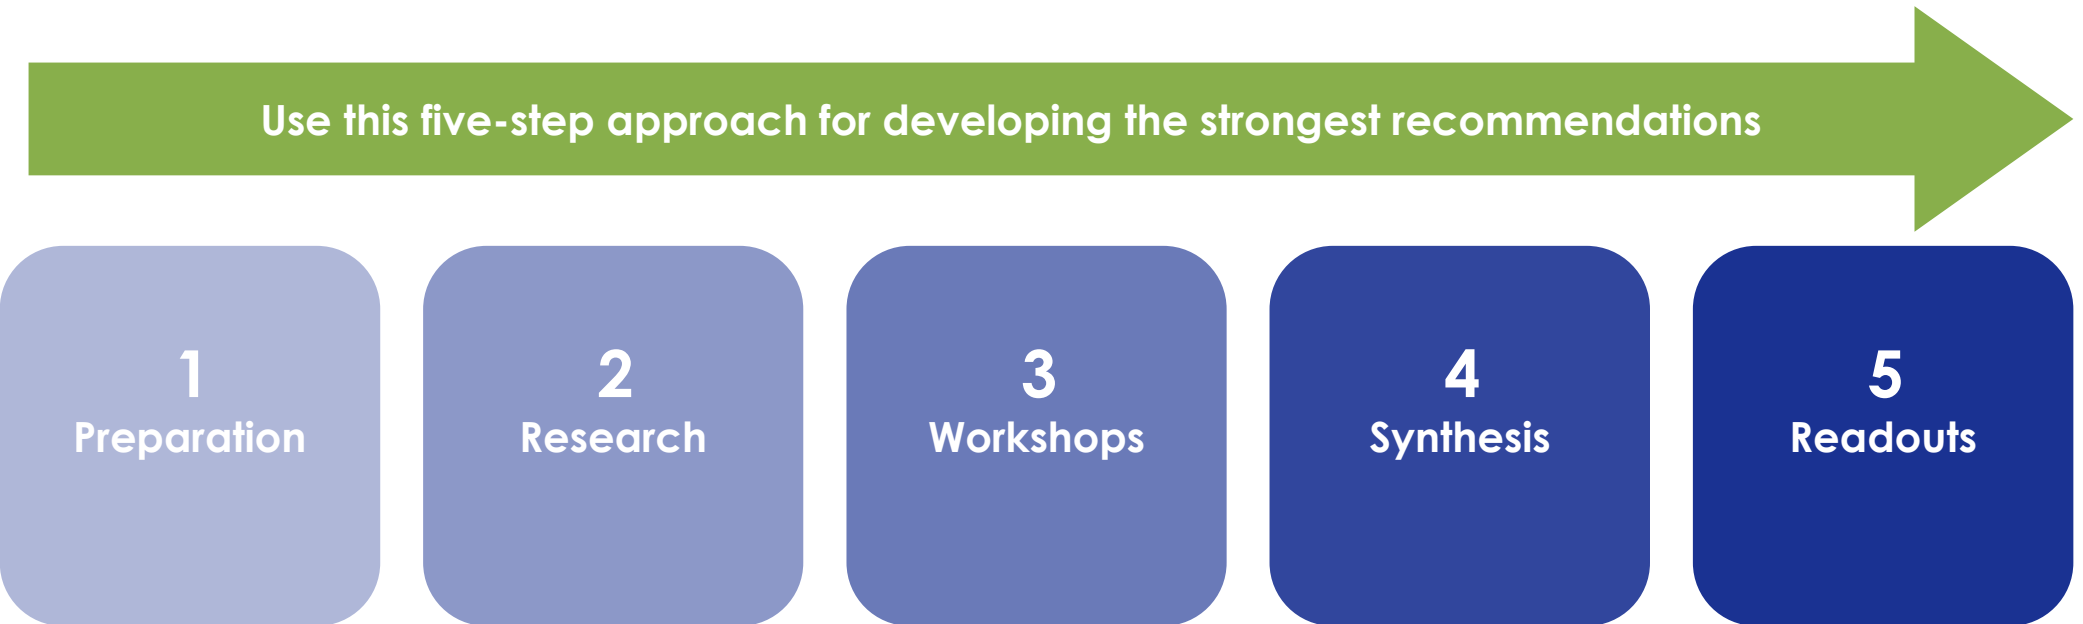 Use this five-step approach for developing the strongest recommendations
1
Preparation
2
Research
3
Workshops
4
Synthesis
5
Readouts